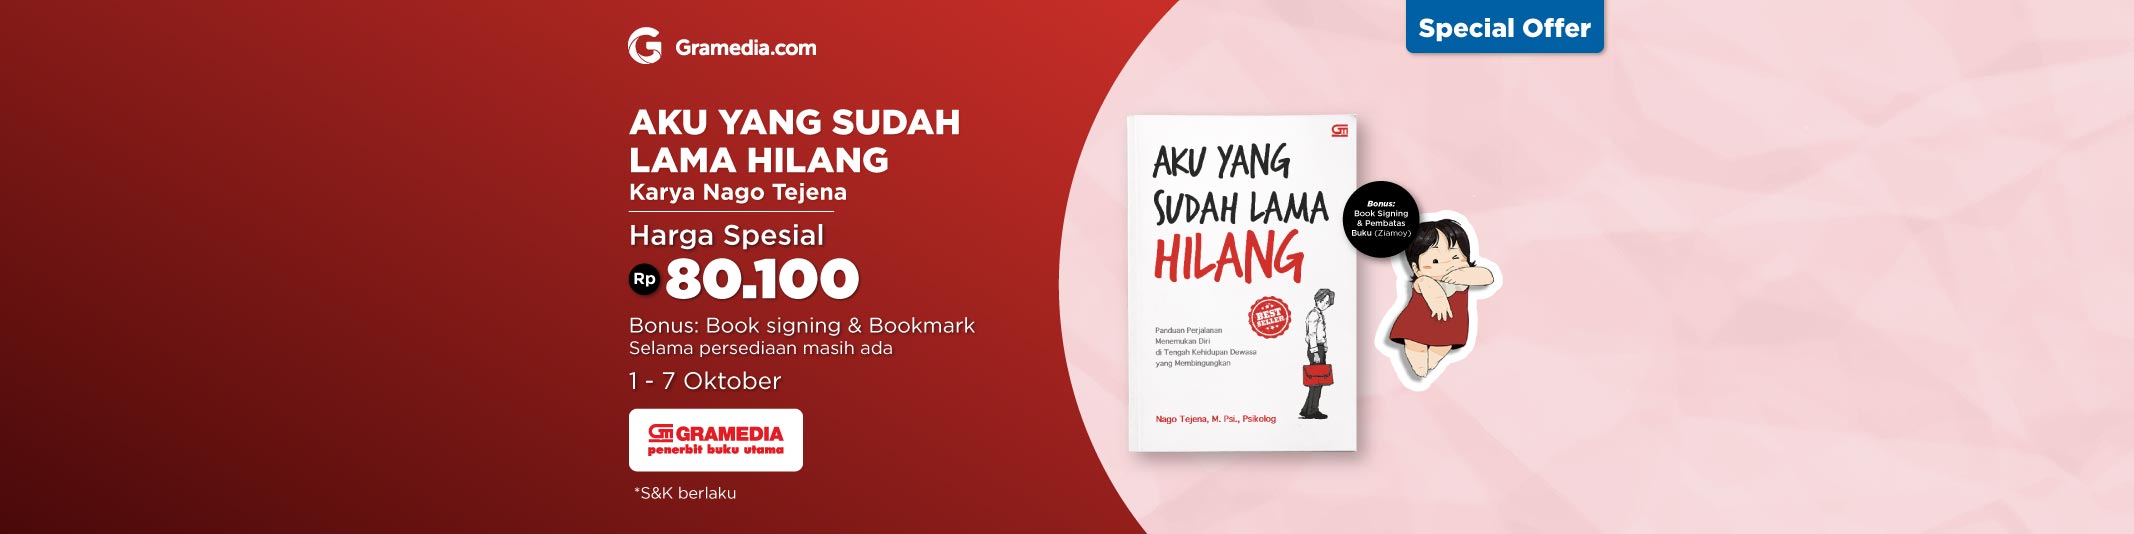 Gramedia.com
AKU YANG SUDAH
LAMA HILANG
Karya Nago Tejena
Harga Spesial
Rp 80.100
Bonus: Book signing & Bookmark
Selama persediaan masih ada
1 - 7 Oktober
GM GRAMEDIA
penerbit buku utama
*S&K berlaku
Special Offer
GM
AKU YANG
SUDAH LAMA
HILANG
BEST
SELLER
Panduan Perjalanan
Menemukan Diri
di Tengah Kehidupan Dewasa
yang Membingungkan
Nago Tejena, M. Psi., Psikolog
Bonus:
Book Signing
& Pembatas
Buku (Ziamoy)